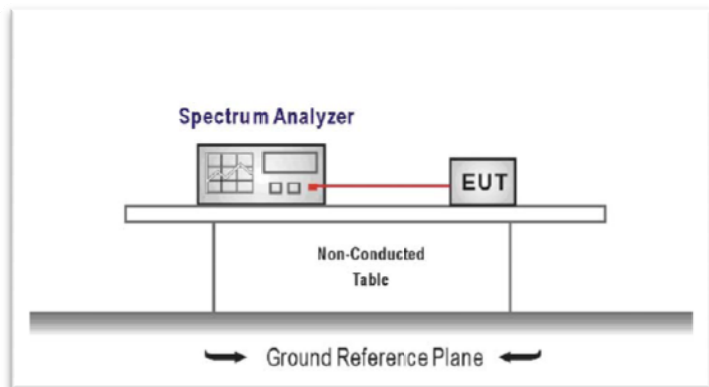 Spectrum Analyzer
EUT
Non-Conducted
Table
Ground Reference Plane